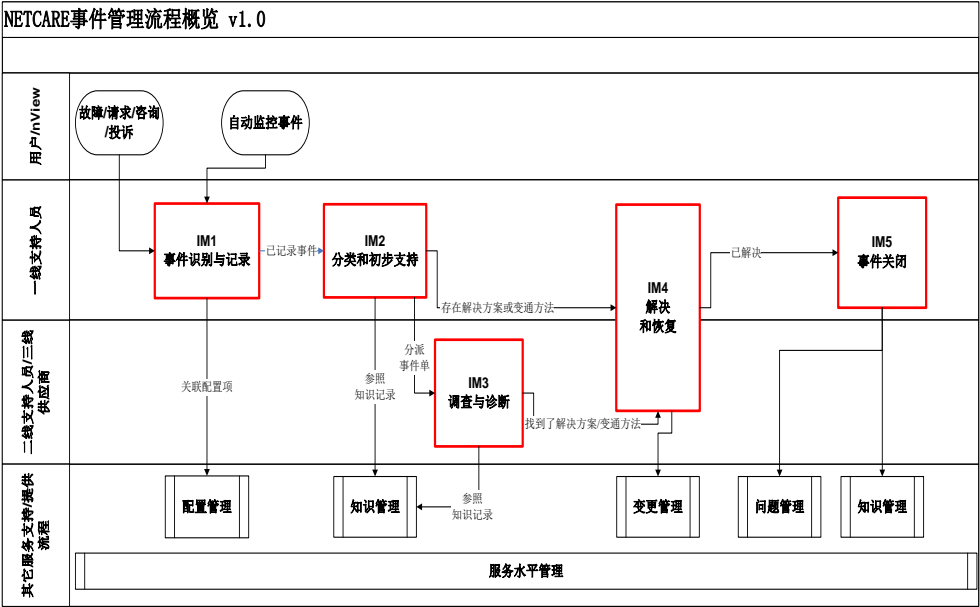 NETCARE事件管理流程概览 v1.0
用户/nView
故障/请求/咨询
/投诉
自动监控事件
一线支持人员
IM1
事件识别与记录
已记录事件
IM2
分类和初步支持
存在解决方案或变通方法
IM4
解决
和恢复
已解决
IM5
事件关闭
二线支持人员/三线
供应商
关联配置项
参照
知识记录
分派
事件单
IM3
调查与诊断
找到了解决方案/变通方法
参照
知识记录
其它服务支持/提供
流程
配置管理
知识管理
变更管理
问题管理
知识管理
服务水平管理